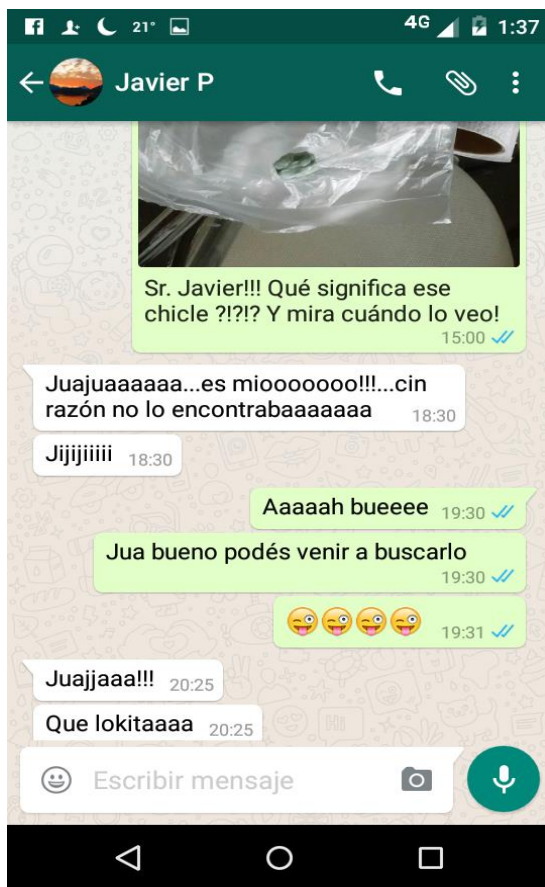 21° 4G 1:37
Javier P
Sr. Javier!!! Qué significa ese
chicle ?!?!? Y mira cuándo lo veo!
15:00
Juajuaaaaaa...es miooooooo!!!...cin
razón no lo encontrabaaaaaaa 18:30
Jijijiiiii 18:30
Aaaaah bueeee 19:30
Jua bueno podés venir a buscarlo
19:30
19:31
Juajjaaa!!! 20:25
Que lokitaaaa 20:25
Escribir mensaje